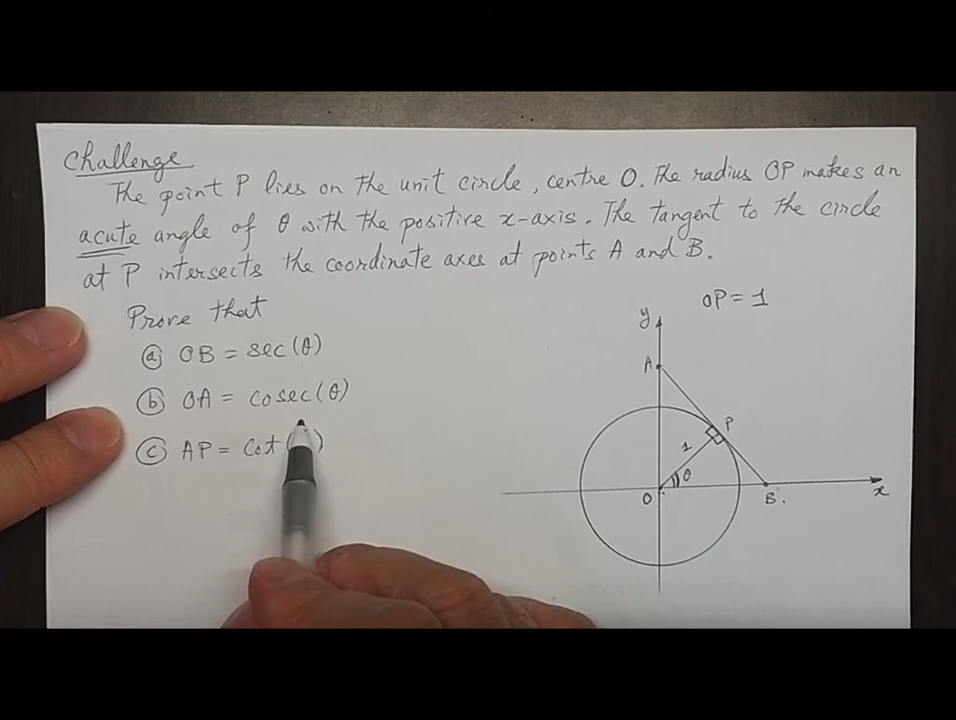 Challenge
The point P lies on the unit circle, centre O. The radius OP makes an
acute angle of θ with the positive x-axis. The tangent to the circle
at P intersects the coordinate axes at points A and B.
Prove that
ⓐ OB = sec(θ)
ⓑ OA = cosec(θ)
ⓒ AP = cot( )
OP = 1
y
A
P
1
θ
O
B.
x